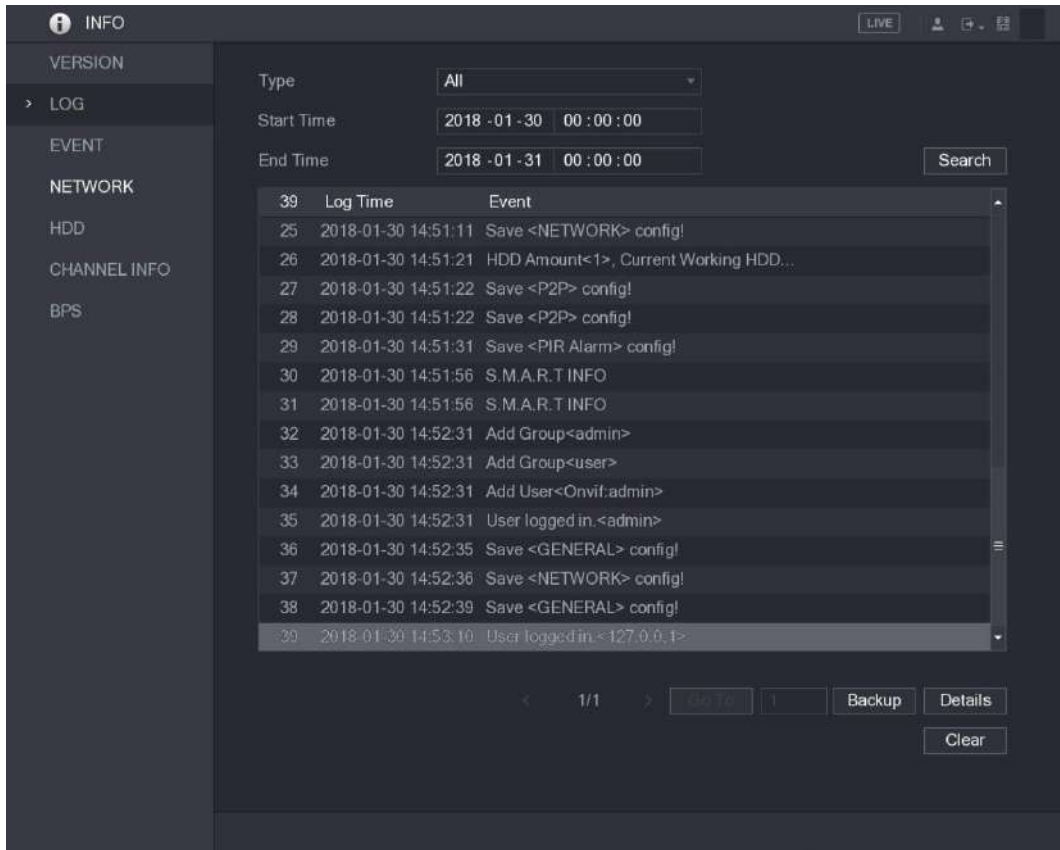 INFO LIVE
VERSION
LOG
EVENT
NETWORK
HDD
CHANNEL INFO
BPS
Type All
Start Time 2018 -01 -30 00 : 00 : 00
End Time 2018 -01 -31 00 : 00 : 00
Search
39 Log Time Event
25 2018-01-30 14:51:11 Save <NETWORK> config!
26 2018-01-30 14:51:21 HDD Amount<1>, Current Working HDD...
27 2018-01-30 14:51:22 Save <P2P> config!
28 2018-01-30 14:51:22 Save <P2P> config!
29 2018-01-30 14:51:31 Save <PIR Alarm> config!
30 2018-01-30 14:51:56 S.M.A.R.T INFO
31 2018-01-30 14:51:56 S.M.A.R.T INFO
32 2018-01-30 14:52:31 Add Group<admin>
33 2018-01-30 14:52:31 Add Group<user>
34 2018-01-30 14:52:31 Add User<Onvif:admin>
35 2018-01-30 14:52:31 User logged in.<admin>
36 2018-01-30 14:52:35 Save <GENERAL> config!
37 2018-01-30 14:52:36 Save <NETWORK> config!
38 2018-01-30 14:52:39 Save <GENERAL> config!
39 2018-01-30 14:53:10 User logged in.<127.0.0.1>
1/1 Go To 1 Backup Details
Clear